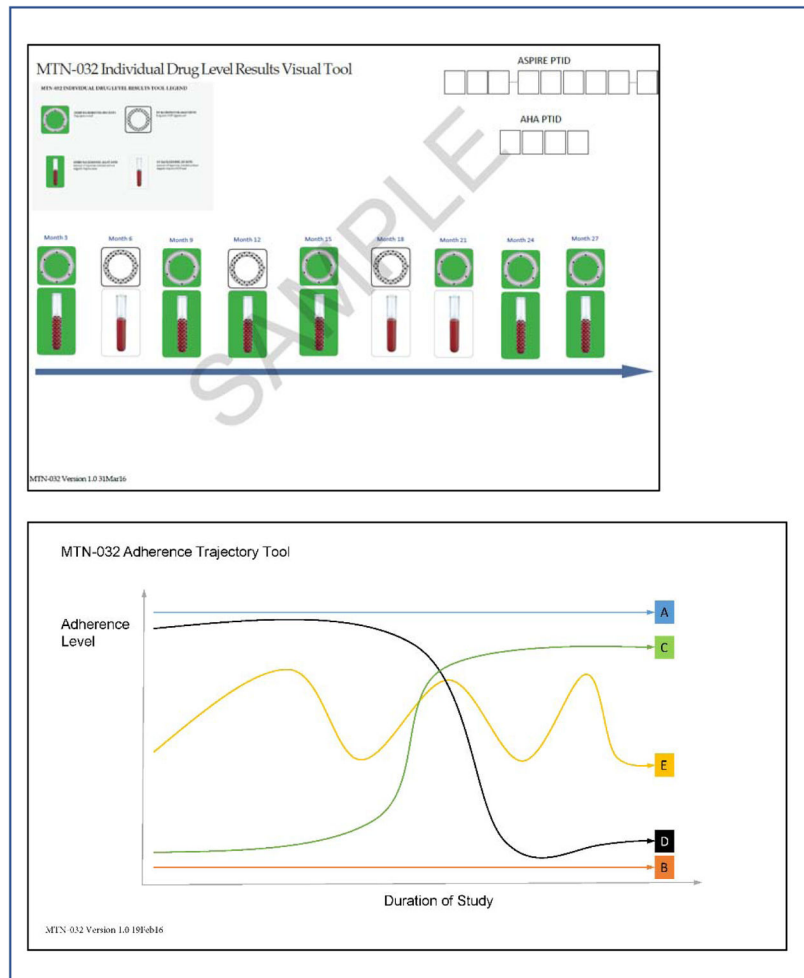 MTN-032 Individual Drug Level Results Visual Tool
ASPIRE PTID
MTN-032 INDIVIDUAL DRUG LEVEL RESULTS TOOL LEGEND
AHA PTID
SAMPLE
Month 3 Month 6 Month 9 Month 12 Month 15 Month 18 Month 21 Month 24 Month 27
MTN-032 Version 1.0 31Mar16
MTN-032 Adherence Trajectory Tool
Adherence
Level
A
C
E
D
B
Duration of Study
MTN-032 Version 1.0 19Feb16